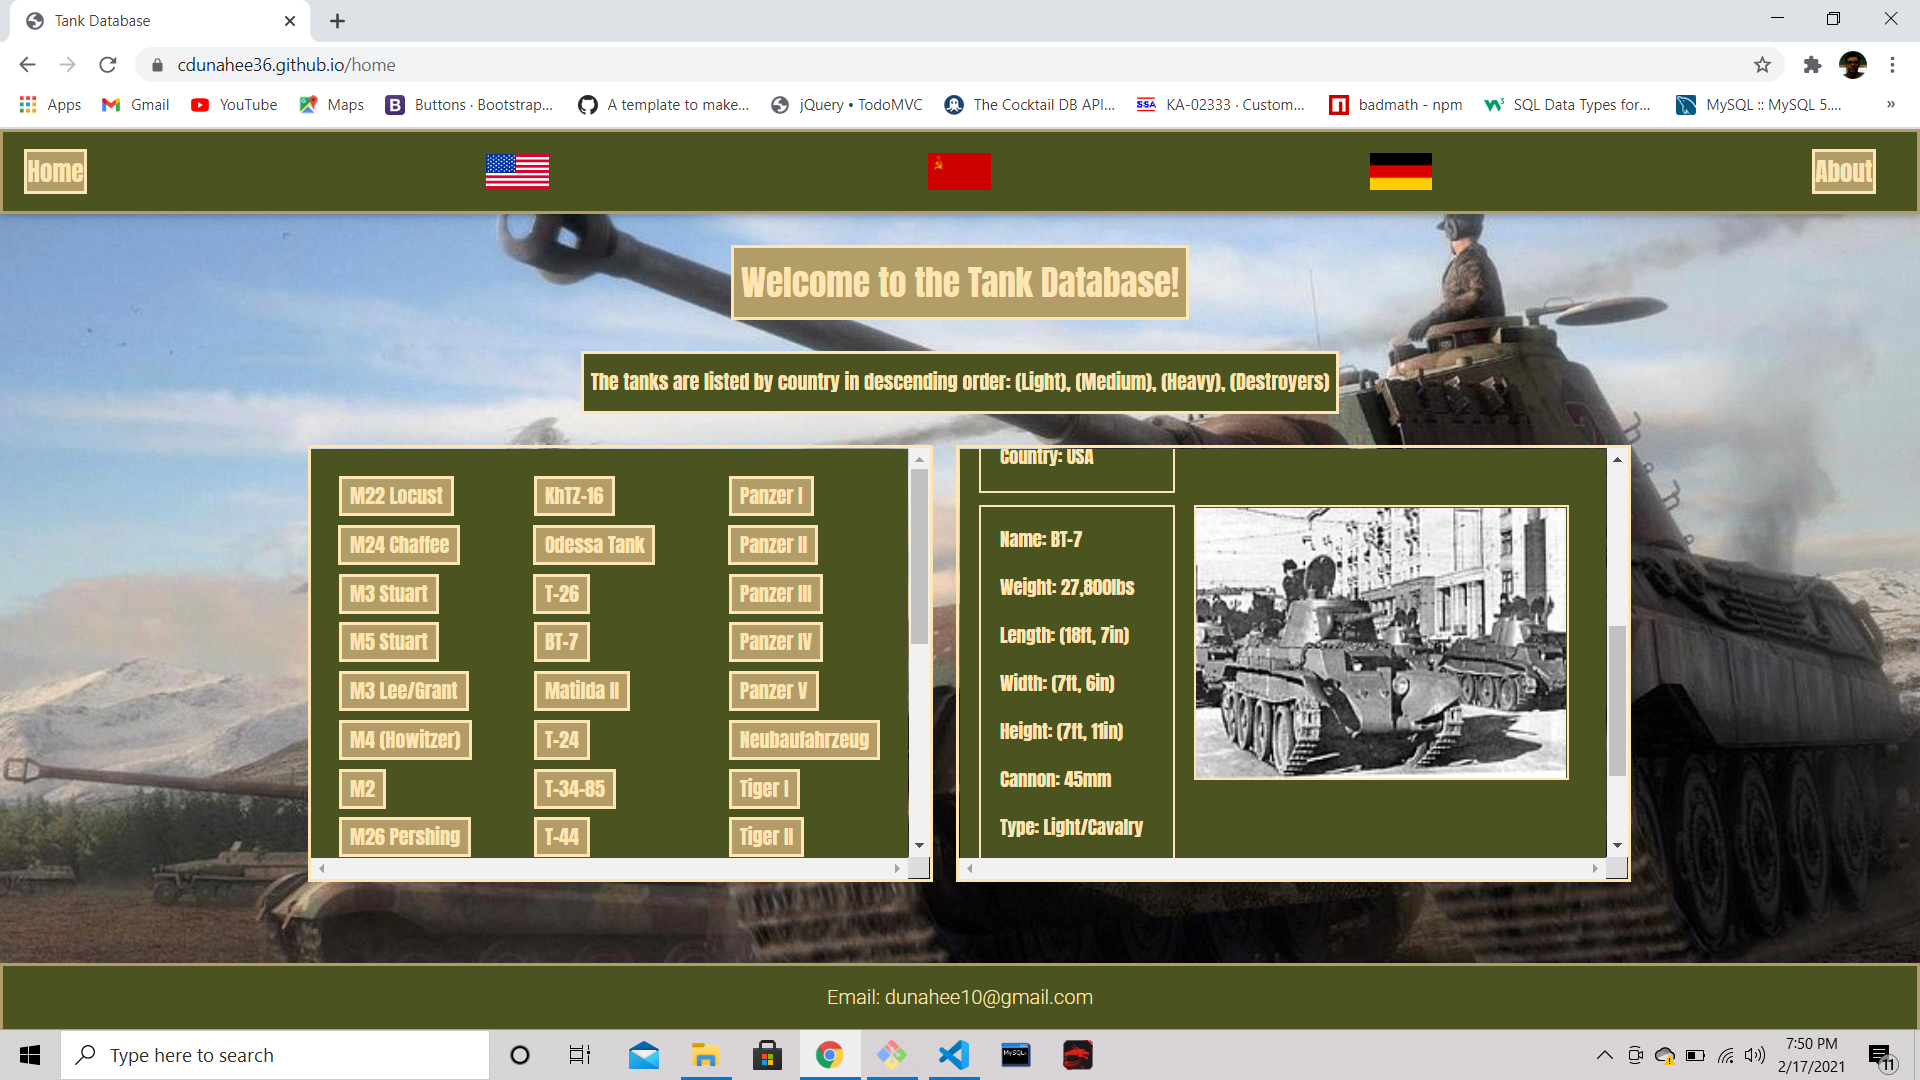 Tank Database
cdunahee36.github.io/home
Apps
Gmail
YouTube
Maps
Buttons · Bootstrap...
A template to make...
jQuery • TodoMVC
The Cocktail DB API...
SSA
KA-02333 · Custom...
badmath - npm
SQL Data Types for...
MySQL :: MySQL 5....
»
Home
About
Welcome to the Tank Database!
The tanks are listed by country in descending order: (Light), (Medium), (Heavy), (Destroyers)
M22 Locust
KhTZ-16
Panzer I
M24 Chaffee
Odessa Tank
Panzer II
M3 Stuart
T-26
Panzer III
M5 Stuart
BT-7
Panzer IV
M3 Lee/Grant
Matilda II
Panzer V
M4 (Howitzer)
T-24
Neubaufahrzeug
M2
T-34-85
Tiger I
M26 Pershing
T-44
Tiger II
Country: USA
Name: BT-7
Weight: 27,800lbs
Length: (18ft, 7in)
Width: (7ft, 6in)
Height: (7ft, 11in)
Cannon: 45mm
Type: Light/Cavalry
Email: dunahee10@gmail.com
Type here to search
7:50 PM
2/17/2021
11